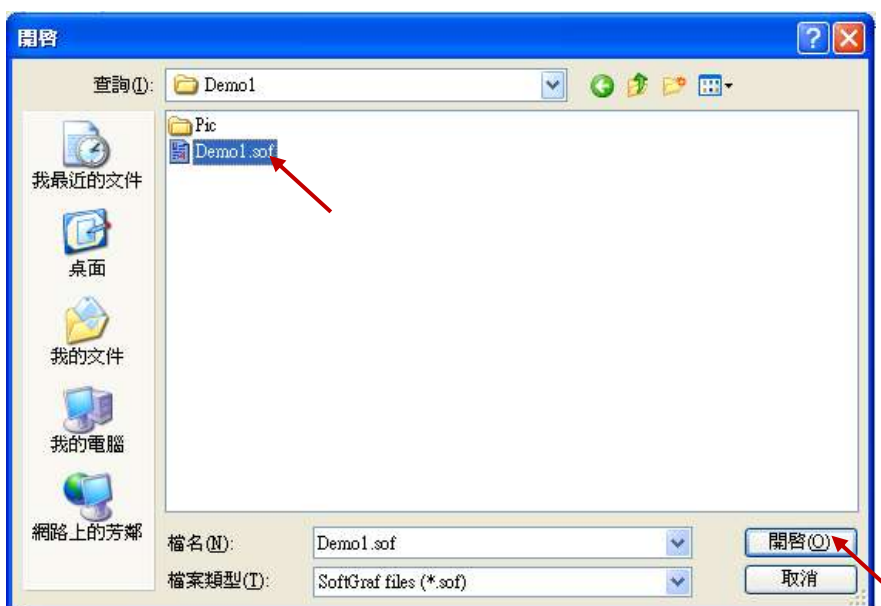 開啓
查詢(I): Demo1
Pic
Demo1.sof
我最近的文件
桌面
我的文件
我的電腦
網路上的芳鄰
檔名(N): Demo1.sof 開啓(O)
檔案類型(T): SoftGraf files (*.sof) 取消